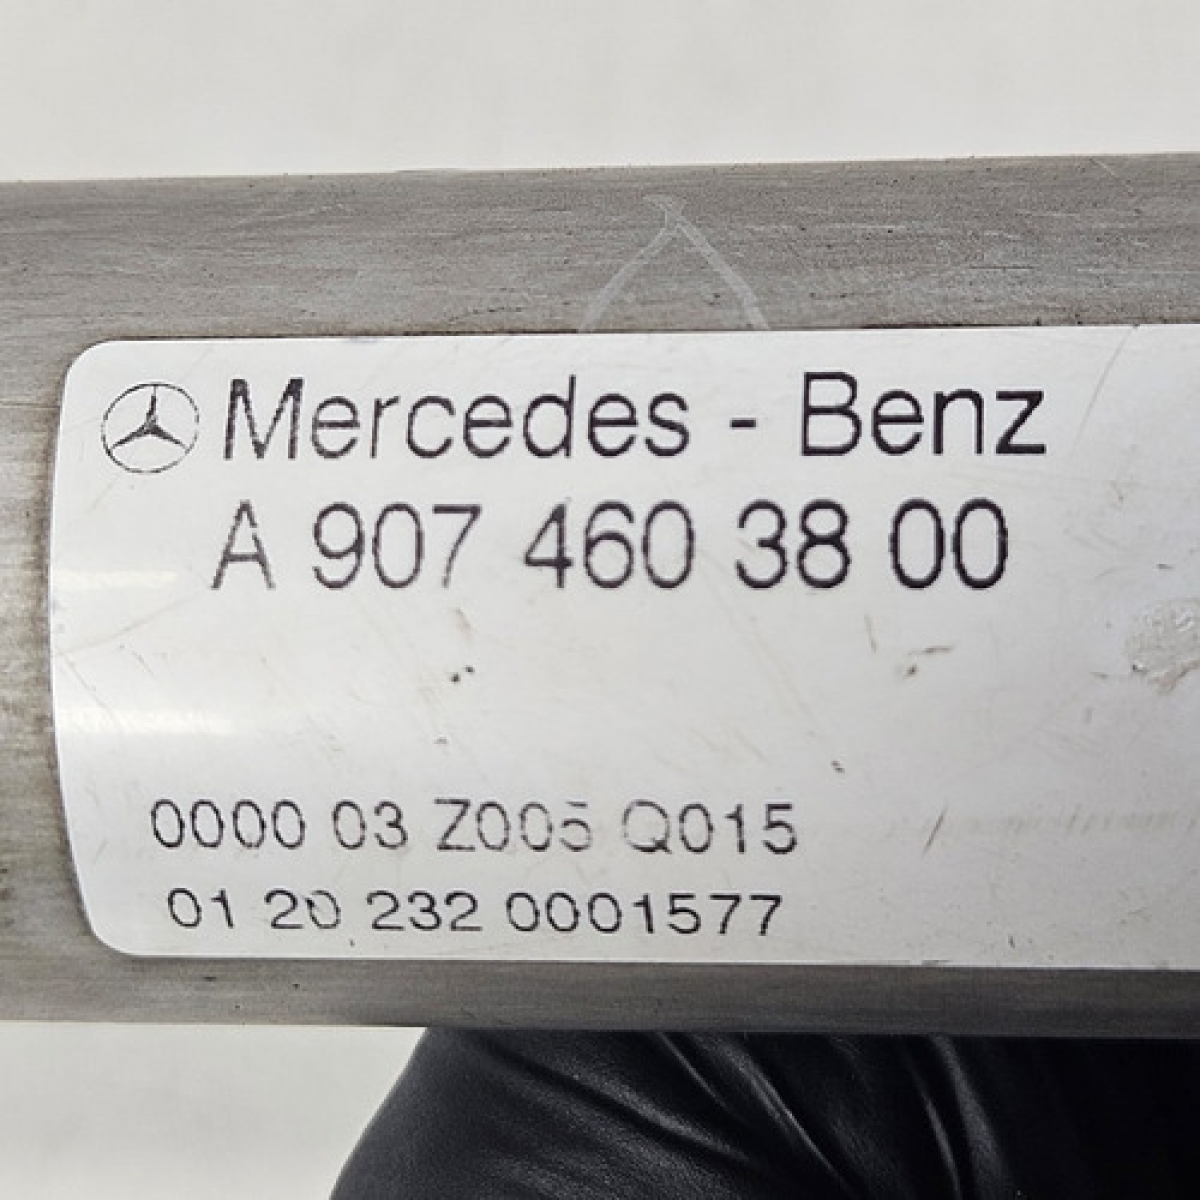 Mercedes - Benz
A 907 460 38 00
0000 03 Z005 Q015
01 20 232 0001577